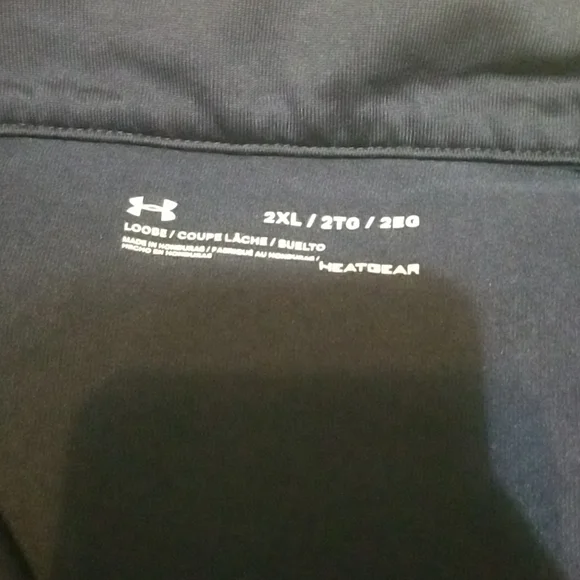 2XL / 2TG / 2EG
LOOSE / COUPE LÂCHE / SUELTO
MADE IN HONDURAS / FABRIQUÉ AU HONDURAS /
HECHO EN HONDURAS
HEATGEAR